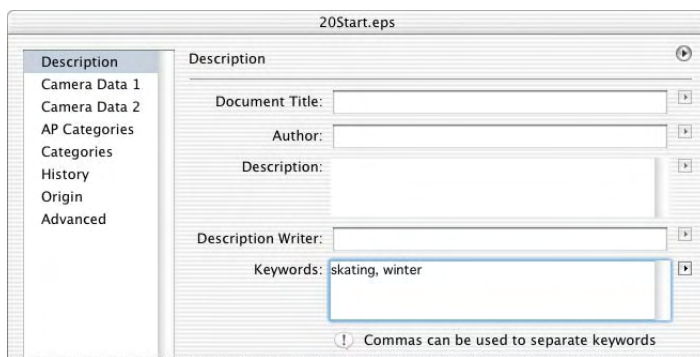 20Start.eps
Description
Camera Data 1
Camera Data 2
AP Categories
Categories
History
Origin
Advanced
Description
Document Title:
Author:
Description:
Description Writer:
Keywords: skating, winter
! Commas can be used to separate keywords